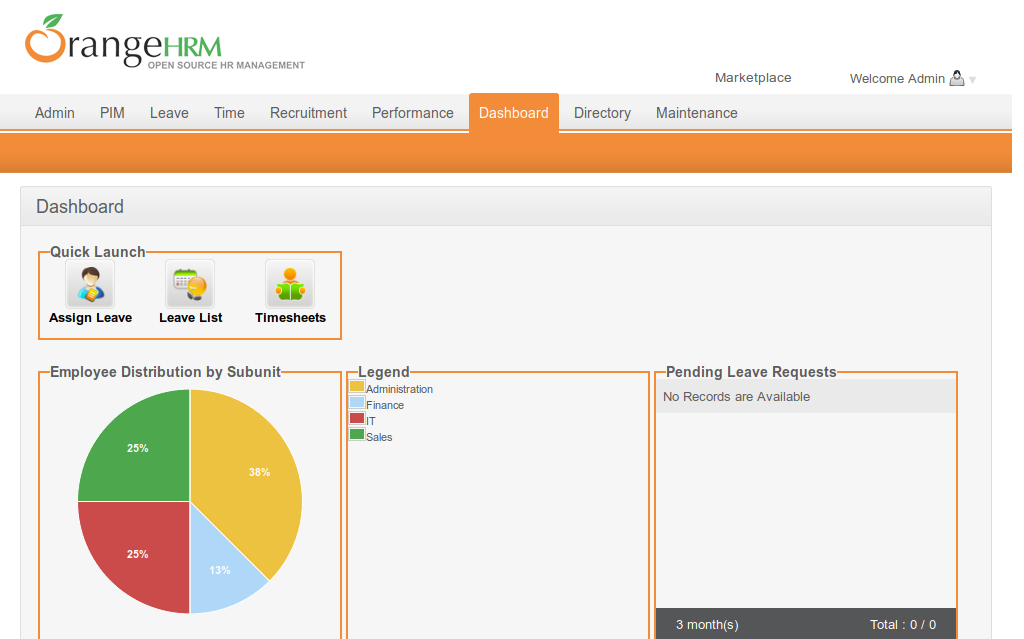 OrangeHRM
OPEN SOURCE HR MANAGEMENT
Marketplace
Welcome Admin
Admin PIM Leave Time Recruitment Performance Dashboard Directory Maintenance
Dashboard
Quick Launch
Assign Leave Leave List Timesheets
Employee Distribution by Subunit
25%
38%
25%
13%
Legend
Administration
Finance
IT
Sales
Pending Leave Requests
No Records are Available
3 month(s) Total : 0 / 0